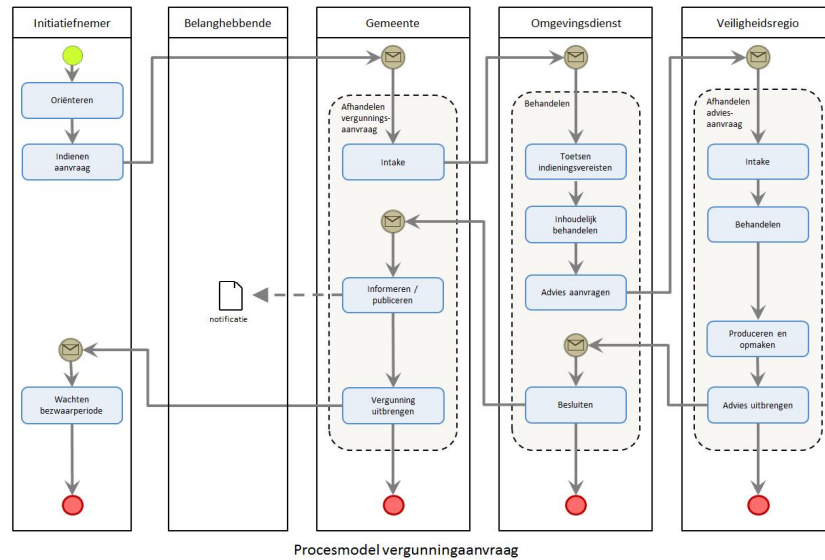 Initiatiefnemer
Belanghebbende
Gemeente
Omgevingsdienst
Veiligheidsregio
Oriënteren
Indienen
aanvraag
Wachten
bezwaarperiode
notificatie
Afhandelen
vergunnings-
aanvraag
Intake
Informeren /
publiceren
Vergunning
uitbrengen
Behandelen
Toetsen
indieningsvereisten
Inhoudelijk
behandelen
Advies aanvragen
Besluiten
Afhandelen
advies-
aanvraag
Intake
Behandelen
Produceren en
opmaken
Advies uitbrengen
Procesmodel vergunningaanvraag